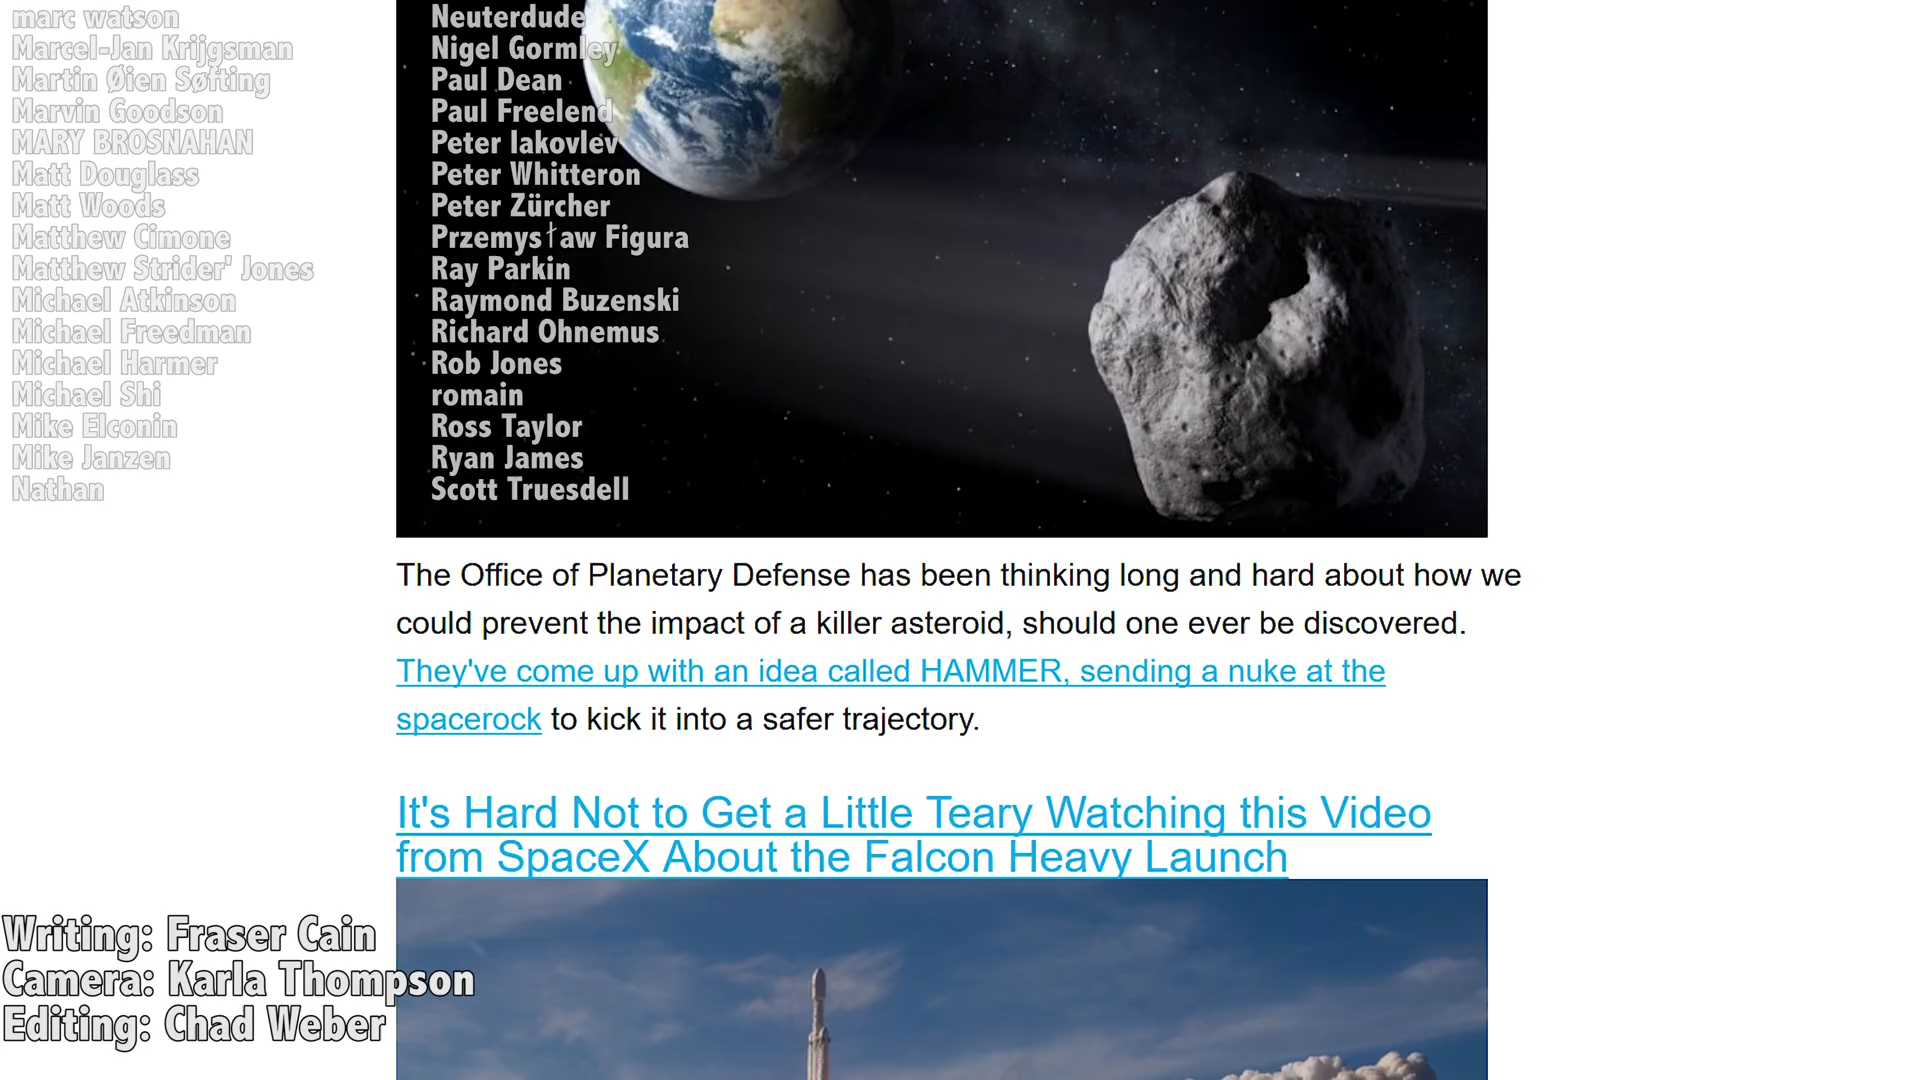 marc watson
Marcel-Jan Krijgsman
Martin Øien Søfting
Marvin Goodson
MARY BROSNAHAN
Matt Douglass
Matt Woods
Matthew Cimone
Matthew Strider' Jones
Michael Atkinson
Michael Freedman
Michael Harmer
Michael Shi
Mike Elconin
Mike Janzen
Nathan
Neuterdude
Nigel Gormley
Paul Dean
Paul Freelend
Peter Iakovlev
Peter Whitteron
Peter Zürcher
Przemysław Figura
Ray Parkin
Raymond Buzenski
Richard Ohnemus
Rob Jones
romain
Ross Taylor
Ryan James
Scott Truesdell
The Office of Planetary Defense has been thinking long and hard about how we
could prevent the impact of a killer asteroid, should one ever be discovered.
They've come up with an idea called HAMMER, sending a nuke at the
spacerock to kick it into a safer trajectory.
It's Hard Not to Get a Little Teary Watching this Video
from SpaceX About the Falcon Heavy Launch
Writing: Fraser Cain
Camera: Karla Thompson
Editing: Chad Weber